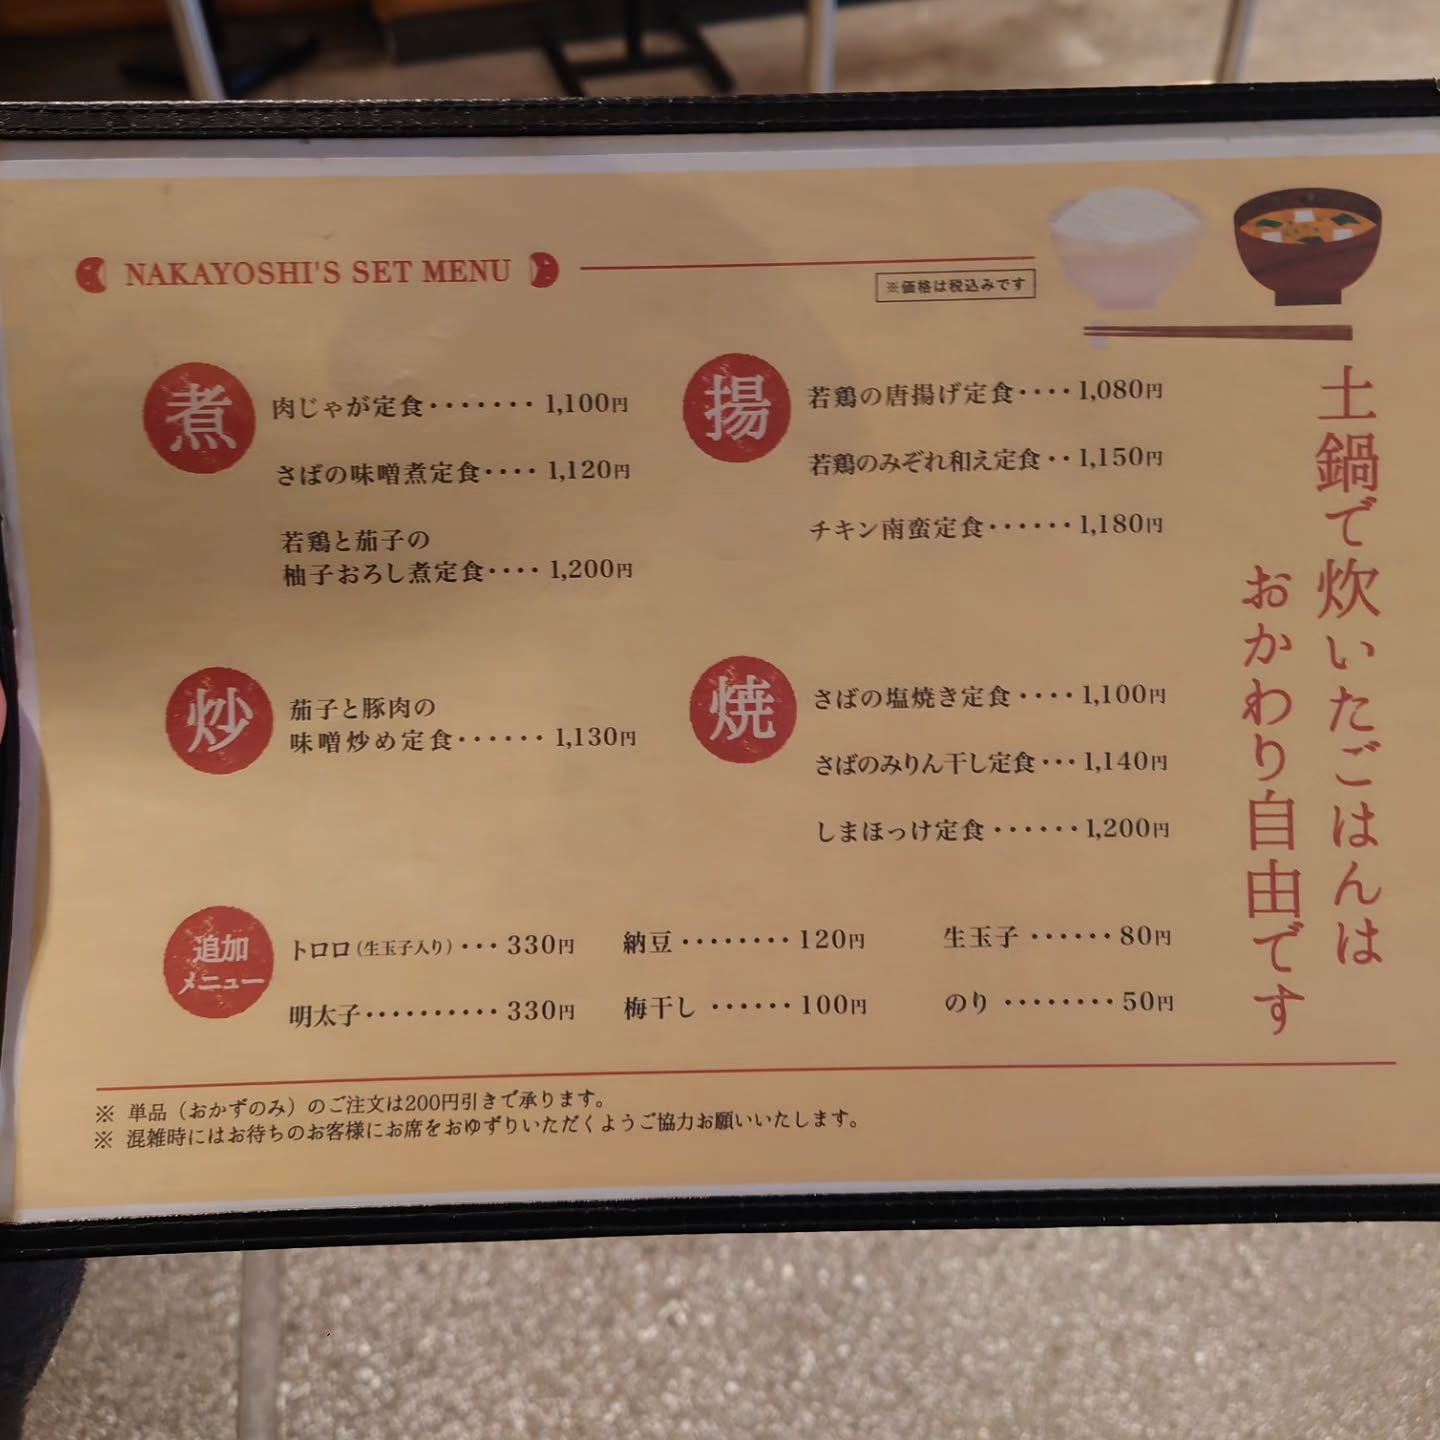 NAKAYOSHI'S SET MENU
※価格は税込みです
煮
肉じゃが定食・・・・・・・1,100円
さばの味噌煮定食・・・・1,120円
若鶏と茄子の
柚子おろし煮定食・・・・1,200円
揚
若鶏の唐揚げ定食・・・・1,080円
若鶏のみぞれ和え定食・・1,150円
チキン南蛮定食・・・・・・1,180円
炒
茄子と豚肉の
味噌炒め定食・・・・・・1,130円
焼
さばの塩焼き定食・・・・1,100円
さばのみりん干し定食・・・1,140円
しまほっけ定食・・・・・・1,200円
土鍋で炊いたごはんは
おかわり自由です
追加
メニュー
トロロ(生玉子入り)・・・330円
納豆・・・・・・・・120円
生玉子・・・・・・80円
明太子・・・・・・・・・・330円
梅干し・・・・・・100円
のり・・・・・・・・50円
※ 単品(おかずのみ)のご注文は200円引きで承ります。
※ 混雑時にはお待ちのお客様にお席をおゆずりいただくようご協力お願いいたします。